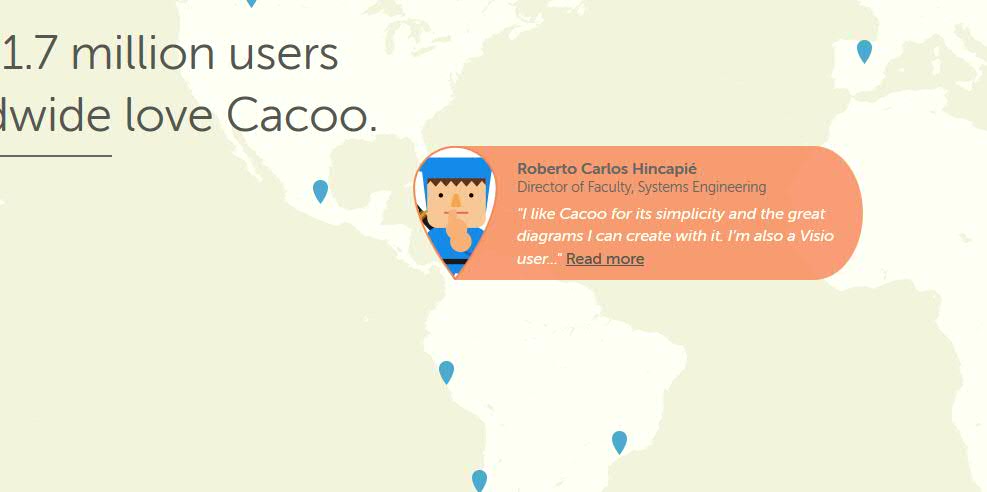 1.7 million users
dwide love Cacoo.
Roberto Carlos Hincapié
Director of Faculty, Systems Engineering
"I like Cacoo for its simplicity and the great
diagrams I can create with it. I'm also a Visio
user..." Read more